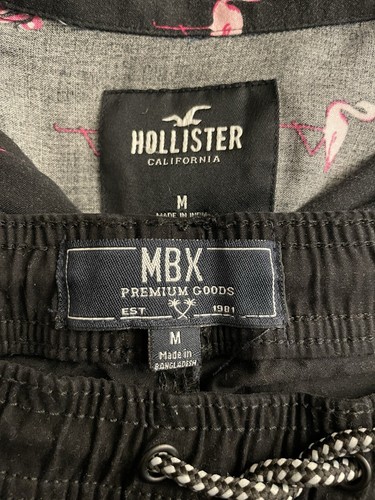 HOLLISTER
CALIFORNIA
M
MADE IN INDIA
MBX
PREMIUM GOODS
EST 1981
M
Made in
BANGLADESH